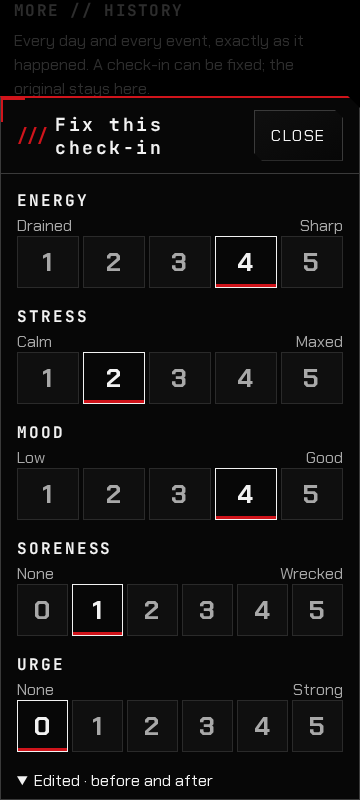 MORE // HISTORY
Every day and every event, exactly as it
happened. A check-in can be fixed; the
original stays here.
/// Fix this
check-in
CLOSE
ENERGY
Drained Sharp
1 2 3 4 5
STRESS
Calm Maxed
1 2 3 4 5
MOOD
Low Good
1 2 3 4 5
SORENESS
None Wrecked
0 1 2 3 4 5
URGE
None Strong
0 1 2 3 4 5
▼ Edited · before and after